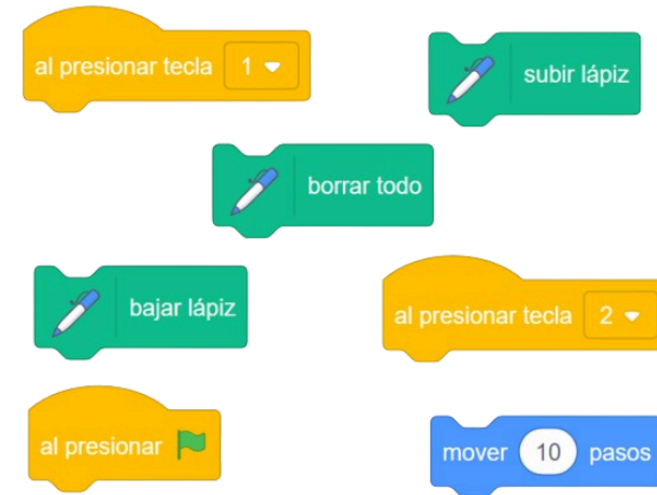 al presionar tecla 1
subir lápiz
borrar todo
bajar lápiz
al presionar tecla 2
al presionar
mover 10 pasos